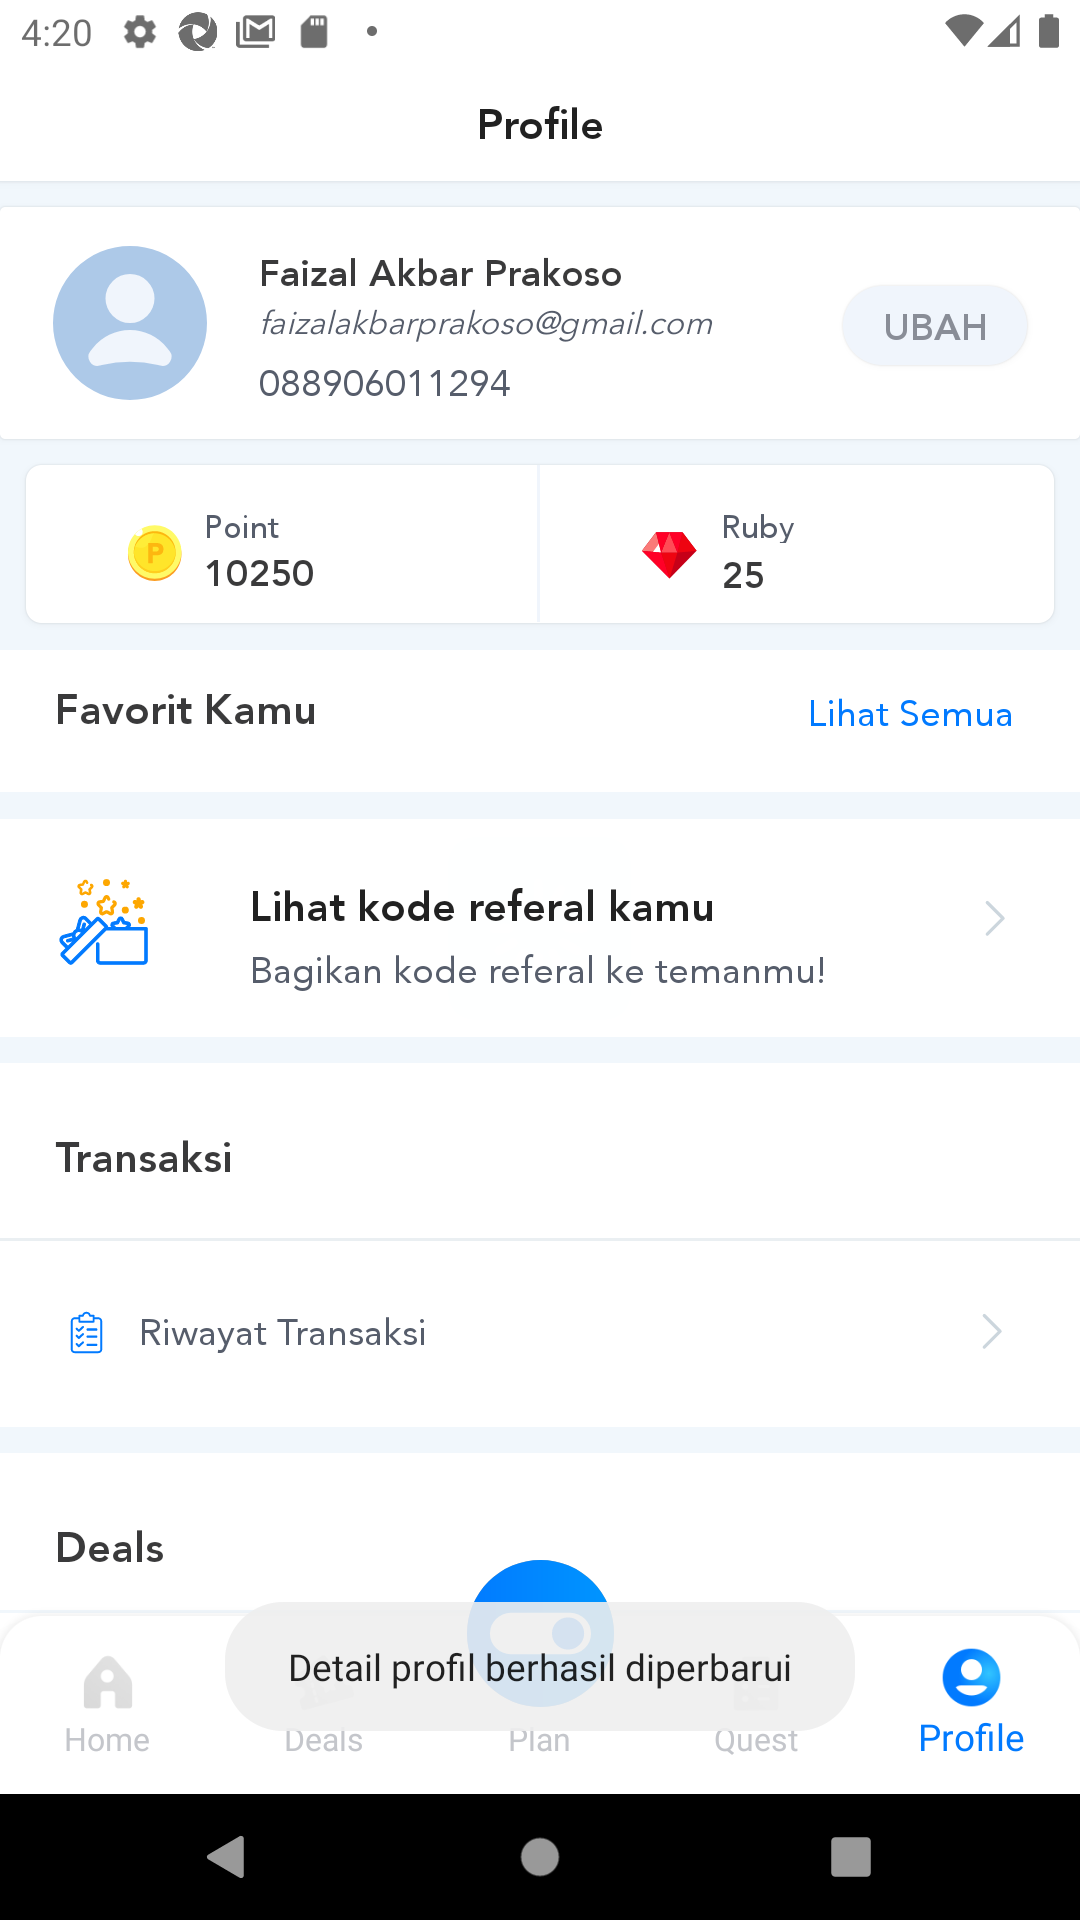 4:20
Profile
Faizal Akbar Prakoso
faizalakbarprakoso@gmail.com
UBAH
088906011294
P
Point
10250
Ruby
25
Favorit Kamu
Lihat Semua
Lihat kode referal kamu
Bagikan kode referal ke temanmu!
Transaksi
Riwayat Transaksi
Deals
Detail profil berhasil diperbarui
Home
Deals
Plan
Quest
Profile